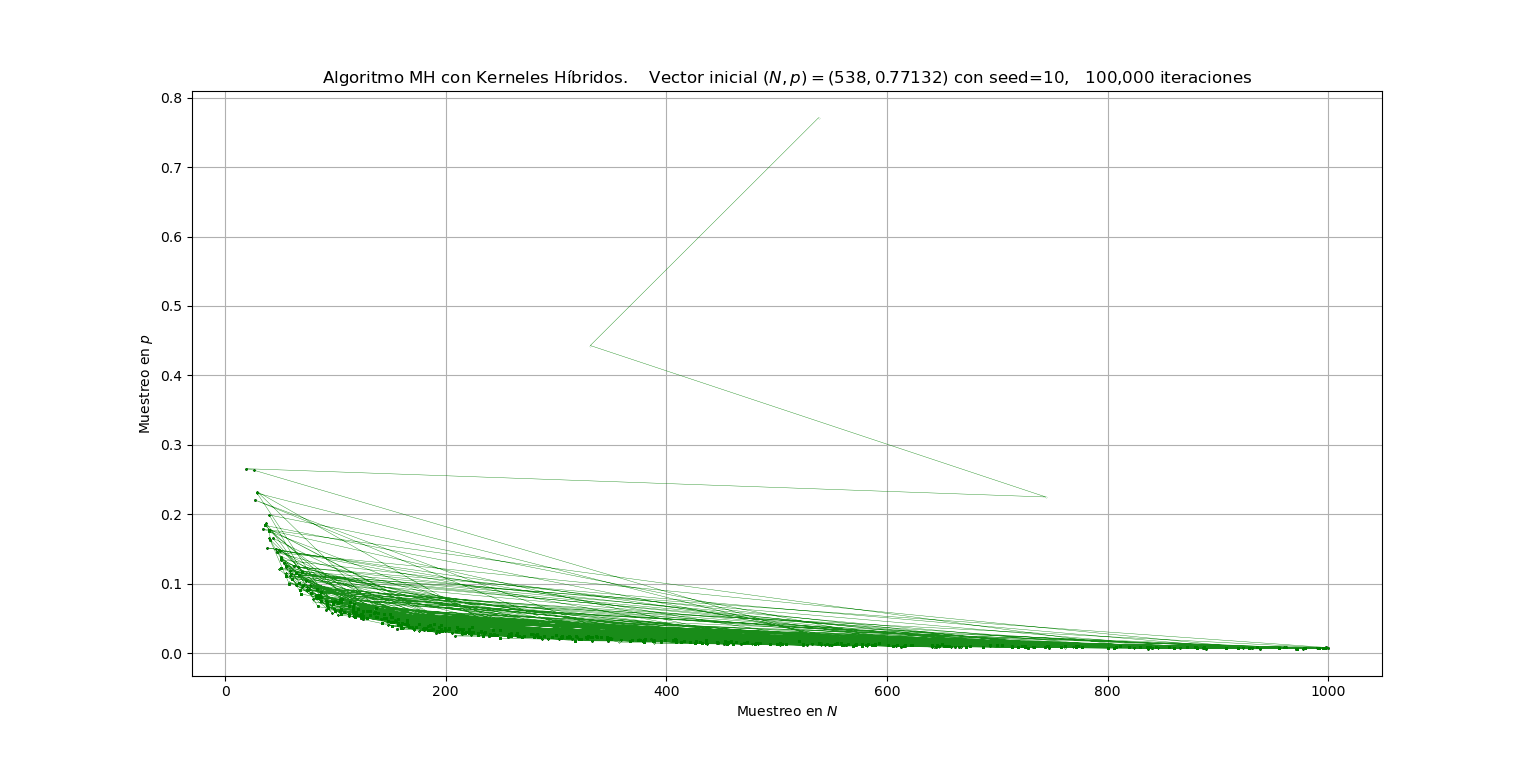 Algoritmo MH con Kerneles Híbridos.    Vector inicial (N, p) = (538, 0.77132) con seed=10,   100,000 iteraciones
0.8
0.7
0.6
0.5
0.4
0.3
0.2
0.1
0.0
Muestreo en p
0 200 400 600 800 1000
Muestreo en N